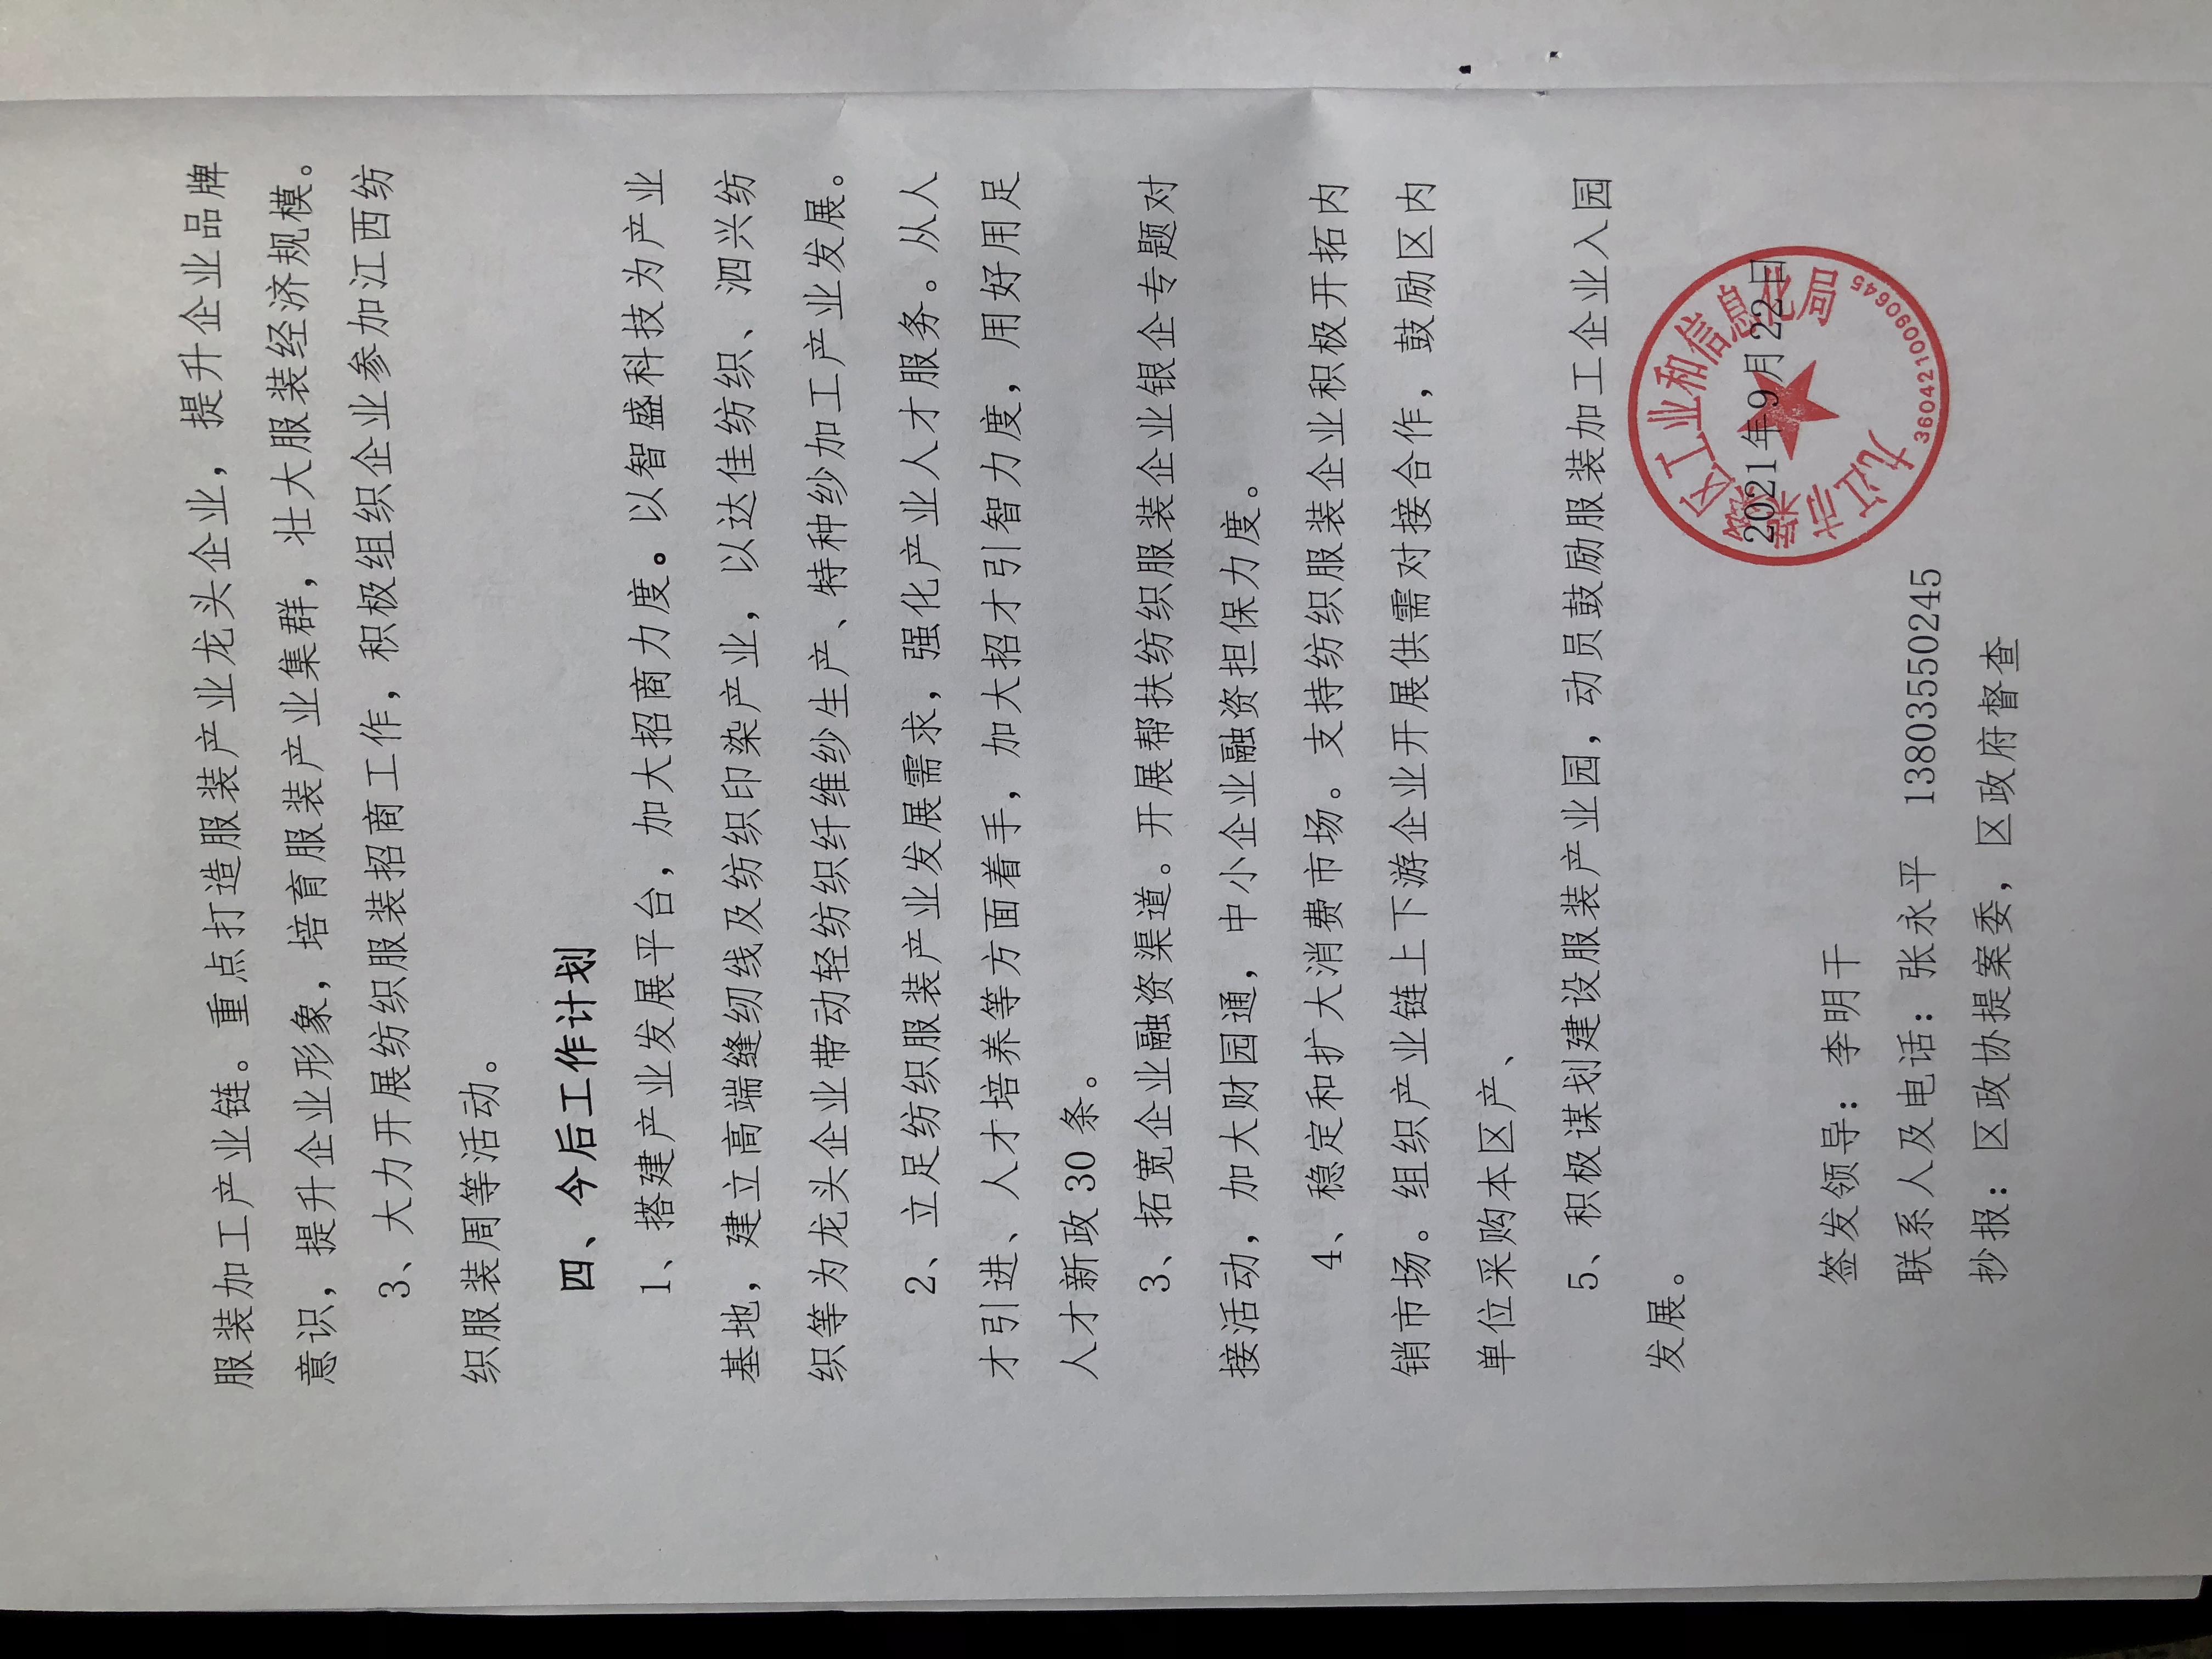 服装加工产业链。重点打造服装产业龙头企业，提升企业品牌
意识，提升企业形象，培育服装产业集群，壮大服装经济规模。
3、大力开展纺织服装招商工作，积极组织企业参加江西纺
织服装周等活动。
四、今后工作计划
1、搭建产业发展平台，加大招商力度。以智盛科技为产业
基地，建立高端缝纫线及纺织印染产业，以达佳纺织、泗兴纺
织等为龙头企业带动轻纺织纤维纱生产、特种纱加工产业发展。
2、立足纺织服装产业发展需求，强化产业人才服务。从人
才引进、人才培养等方面着手，加大招才引智力度，用好用足
人才新政30条。
3、拓宽企业融资渠道。开展帮扶纺织服装企业银企专题对
接活动，加大财园通，中小企业融资担保力度。
4、稳定和扩大消费市场。支持纺织服装企业积极开拓内
销市场。组织产业链上下游企业开展供需对接合作，鼓励区内
单位采购本区产、
5、积极谋划建设服装产业园，动员鼓励服装加工企业入园
发展。
九江市柴桑区工业和信息化局
2021年9月22日
3604210090645
签发领导：李明干
联系人及电话：张永平 13803550245
抄报：区政协提案委，区政府督查